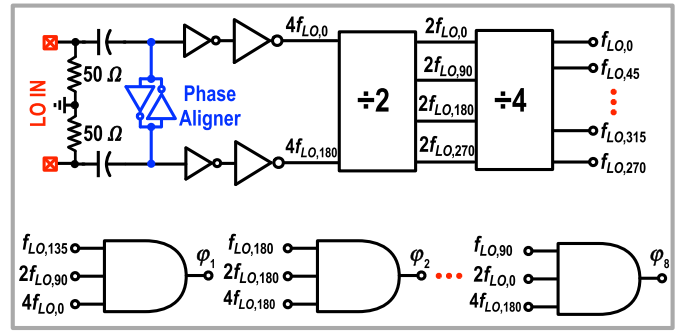 LO IN
50 Ω
50 Ω
Phase
Aligner
4fLO,0
4fLO,180
÷2
2fLO,0
2fLO,90
2fLO,180
2fLO,270
÷4
fLO,0
fLO,45
fLO,315
fLO,270
fLO,135
2fLO,90
4fLO,0
φ1
fLO,180
2fLO,180
4fLO,180
φ2
fLO,90
2fLO,0
4fLO,180
φ8